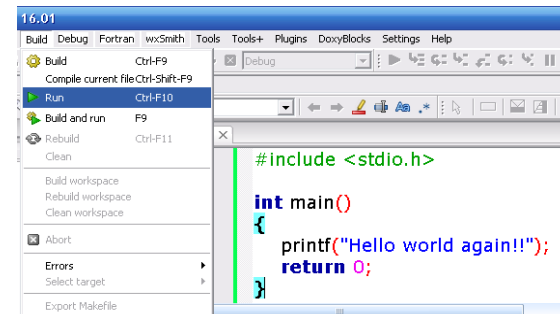 16.01
Build Debug Fortran wxSmith Tools Tools+ Plugins DoxyBlocks Settings Help
Build Ctrl-F9
Debug
Compile current file Ctrl-Shift-F9
Run Ctrl-F10
Build and run F9
Rebuild Ctrl-F11
Clean
Build workspace
Rebuild workspace
Clean workspace
Abort
Errors
Select target
Export Makefile
Aa .*
#include <stdio.h>
int main()
{
printf("Hello world again!!");
return 0;
}